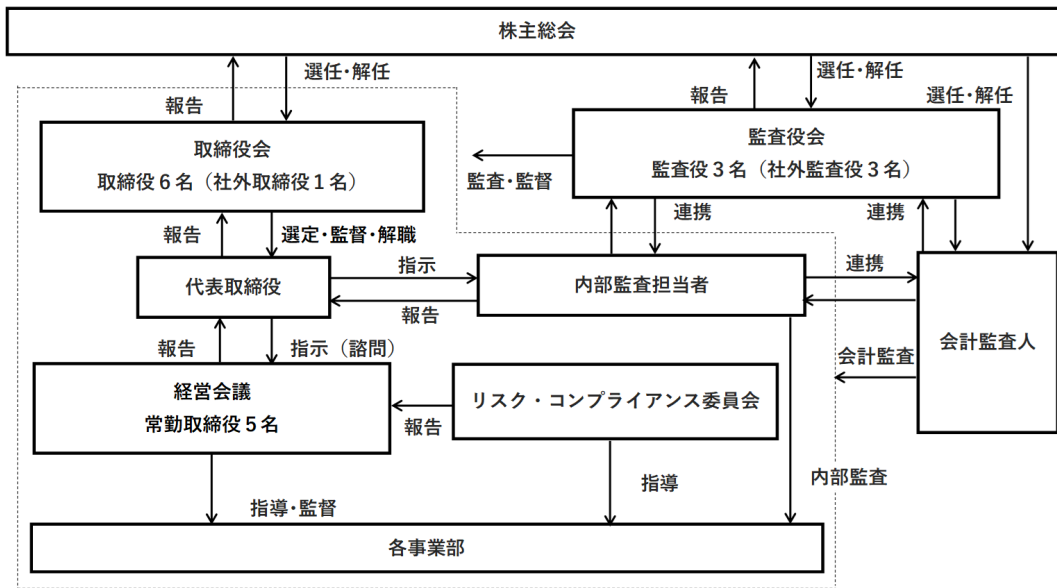 株主総会
選任・解任
選任・解任
報告
報告
選任・解任
取締役会
取締役6名（社外取締役1名）
監査役会
監査役3名（社外監査役3名）
監査・監督
報告
選定・監督・解職
連携
連携
代表取締役
指示
報告
内部監査担当者
連携
会計監査人
報告
指示（諮問）
会計監査
経営会議
常勤取締役5名
報告
リスク・コンプライアンス委員会
指導・監督
指導
内部監査
各事業部